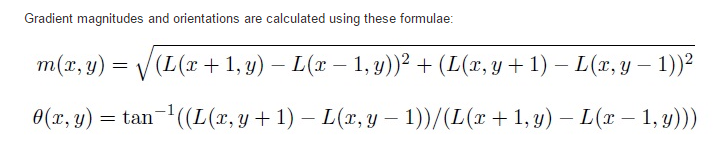 Gradient magnitudes and orientations are calculated using these formulae:
m(x, y) = √(L(x + 1, y) − L(x − 1, y))² + (L(x, y + 1) − L(x, y − 1))²
θ(x, y) = tan⁻¹((L(x, y + 1) − L(x, y − 1))/(L(x + 1, y) − L(x − 1, y)))